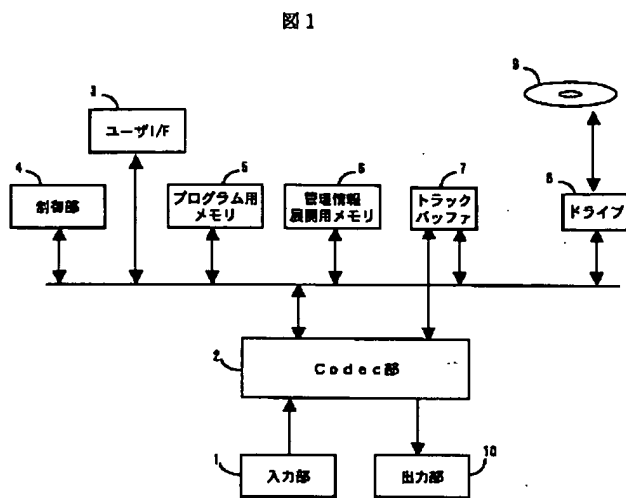 図1
3
ユーザI/F
9
4
制御部
5
プログラム用
メモリ
6
管理情報
展開用メモリ
7
トラック
バッファ
8
ドライブ
2
Codec部
1
入力部
10
出力部